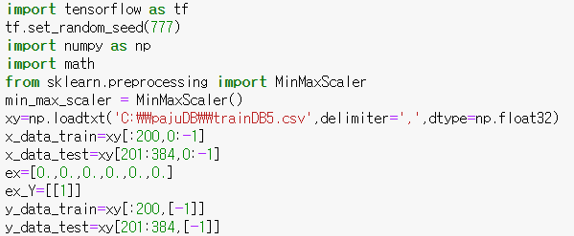 import tensorflow as tf
tf.set_random_seed(777)
import numpy as np
import math
from sklearn.preprocessing import MinMaxScaler
min_max_scaler = MinMaxScaler()
xy=np.loadtxt('C:₩₩pajuDB₩₩trainDB5.csv',delimiter=',',dtype=np.float32)
x_data_train=xy[:200,0:-1]
x_data_test=xy[201:384,0:-1]
ex=[0.,0.,0.,0.,0.,0.]
ex_Y=[[1]]
y_data_train=xy[:200,[-1]]
y_data_test=xy[201:384,[-1]]